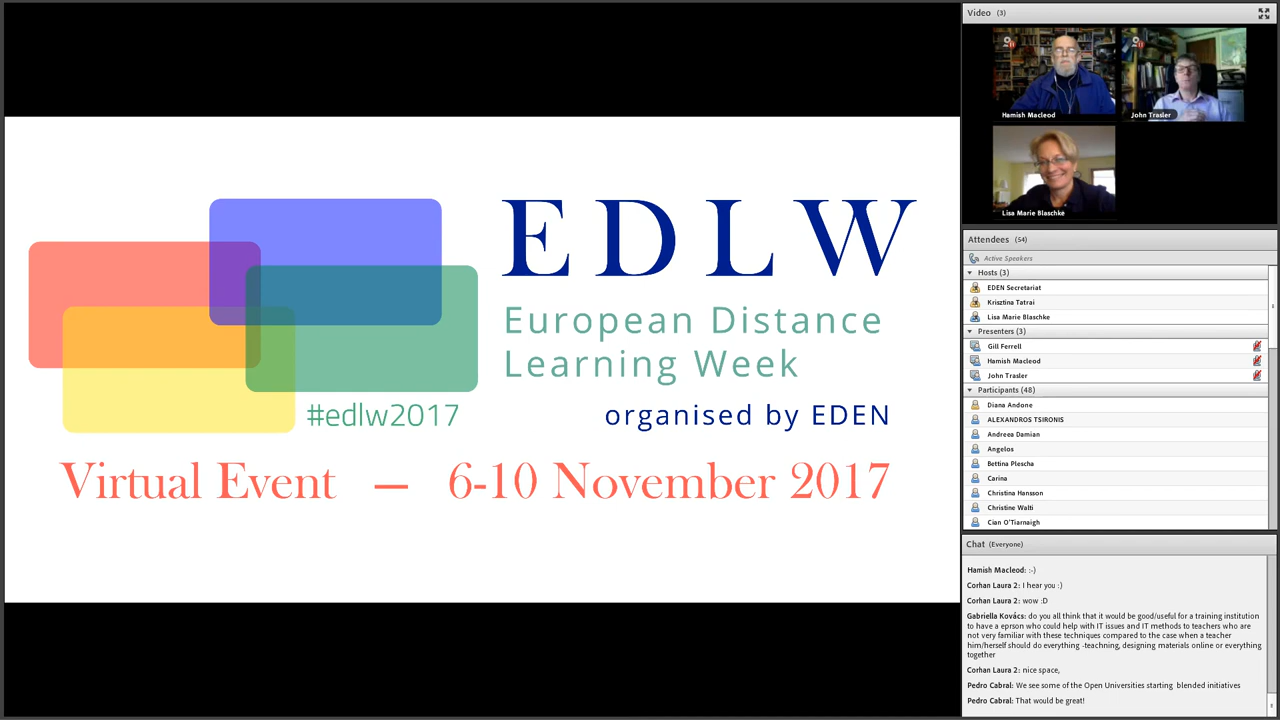 E D L W
European Distance
Learning Week
#edlw2017
organised by EDEN
Virtual Event — 6-10 November 2017
Video (3)
Hamish Macleod
John Trasler
Lisa Marie Blaschke
Attendees (54)
Active Speakers
Hosts (3)
EDEN Secretariat
Krisztina Tatrai
Lisa Marie Blaschke
Presenters (3)
Gill Ferrell
Hamish Macleod
John Trasler
Participants (48)
Diana Andone
ALEXANDROS TSIRONIS
Andreea Damian
Angelos
Bettina Plescha
Carina
Christina Hansson
Christine Walti
Cian O'Tiarnaigh
Chat (Everyone)
Hamish Macleod: :-)
Corhan Laura 2: I hear you :)
Corhan Laura 2: wow :D
Gabriella Kovács: do you all think that it would be good/useful for a training institution
to have a eprson who could help with IT issues and IT methods to teachers who are
not very familiar with these techniques compared to the case when a teacher
him/herself should do everything -teachning, designing materials online or everything
together
Corhan Laura 2: nice space,
Pedro Cabral: We see some of the Open Universities starting  blended initiatives
Pedro Cabral: That would be great!